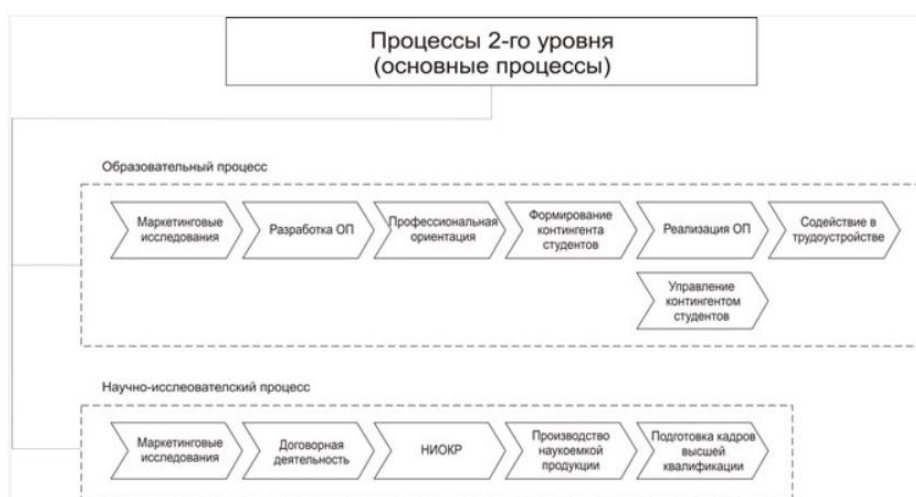 Процессы 2-го уровня
(основные процессы)
Образовательный процесс
Маркетинговые
исследования
Разработка ОП
Профессиональная
ориентация
Формирование
контингента
студентов
Реализация ОП
Содействие в
трудоустройстве
Управление
контингентом
студентов
Научно-исслеователский процесс
Маркетинговые
исследования
Договорная
деятельность
НИОКР
Производство
наукоемкой
продукции
Подготовка кадров
высшей
квалификации